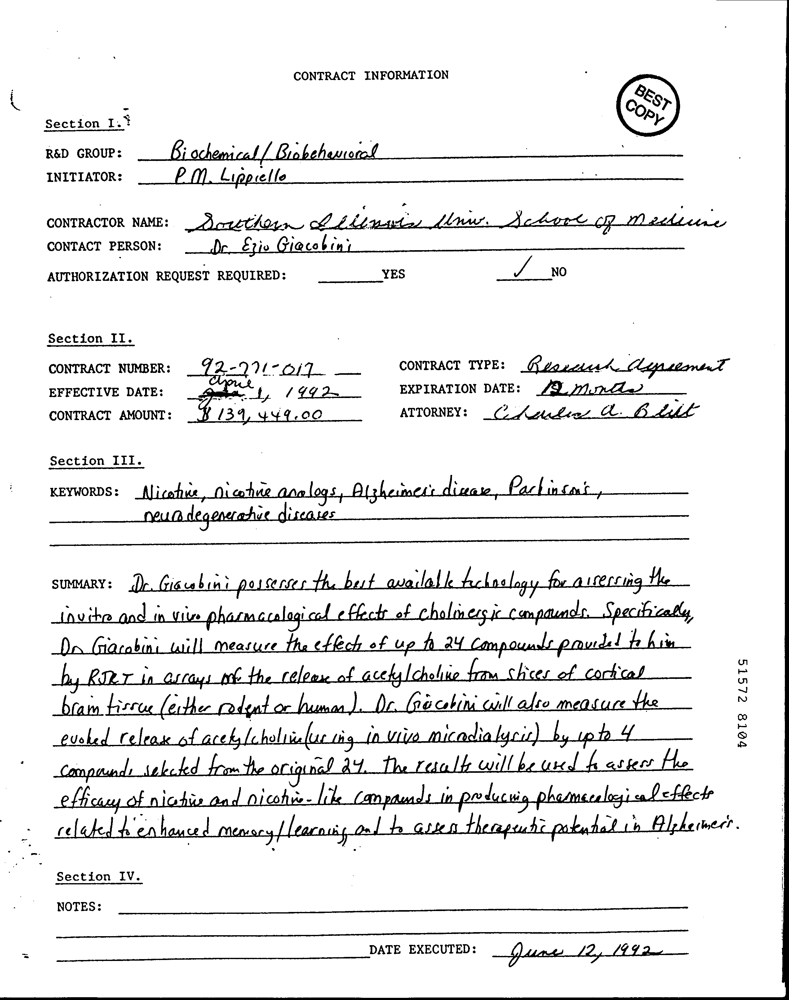 CONTRACT INFORMATION
BEST
COPY
Section I.
R&D GROUP: Biochemical/Biobehavioral
INITIATOR: P.M. Lippiello
CONTRACTOR NAME: Southern Illinois Univ. School of Medicine
CONTACT PERSON: Dr. Ezio Giacobini
AUTHORIZATION REQUEST REQUIRED: YES ✓ NO
Section II.
CONTRACT NUMBER: 92-271-017 CONTRACT TYPE: Research Agreement
EFFECTIVE DATE: April 1, 1992 EXPIRATION DATE: 12 months
CONTRACT AMOUNT: $139,449.00 ATTORNEY: Charles A. Blixt
Section III.
KEYWORDS: Nicotine, nicotine analogs, Alzheimer's disease, Parkinson's,
neurodegenerative diseases
SUMMARY: Dr. Giacobini possesses the best available technology for assessing the
in vitro and in vivo pharmacological effects of cholinergic compounds. Specifically,
Dr. Giacobini will measure the effects of up to 24 compounds provided to him
by RJRT in assays of the release of acetylcholine from slices of cortical
brain tissue (either rodent or human). Dr. Giacobini will also measure the
evoked release of acetylcholine (using in vivo microdialysis) by up to 4
compounds selected from the original 24. The results will be used to assess the
efficacy of nicotine and nicotine-like compounds in producing pharmacological effects
related to enhanced memory/learning and to assess therapeutic potential in Alzheimer's.
51572 8104
Section IV.
NOTES:
DATE EXECUTED: June 12, 1992